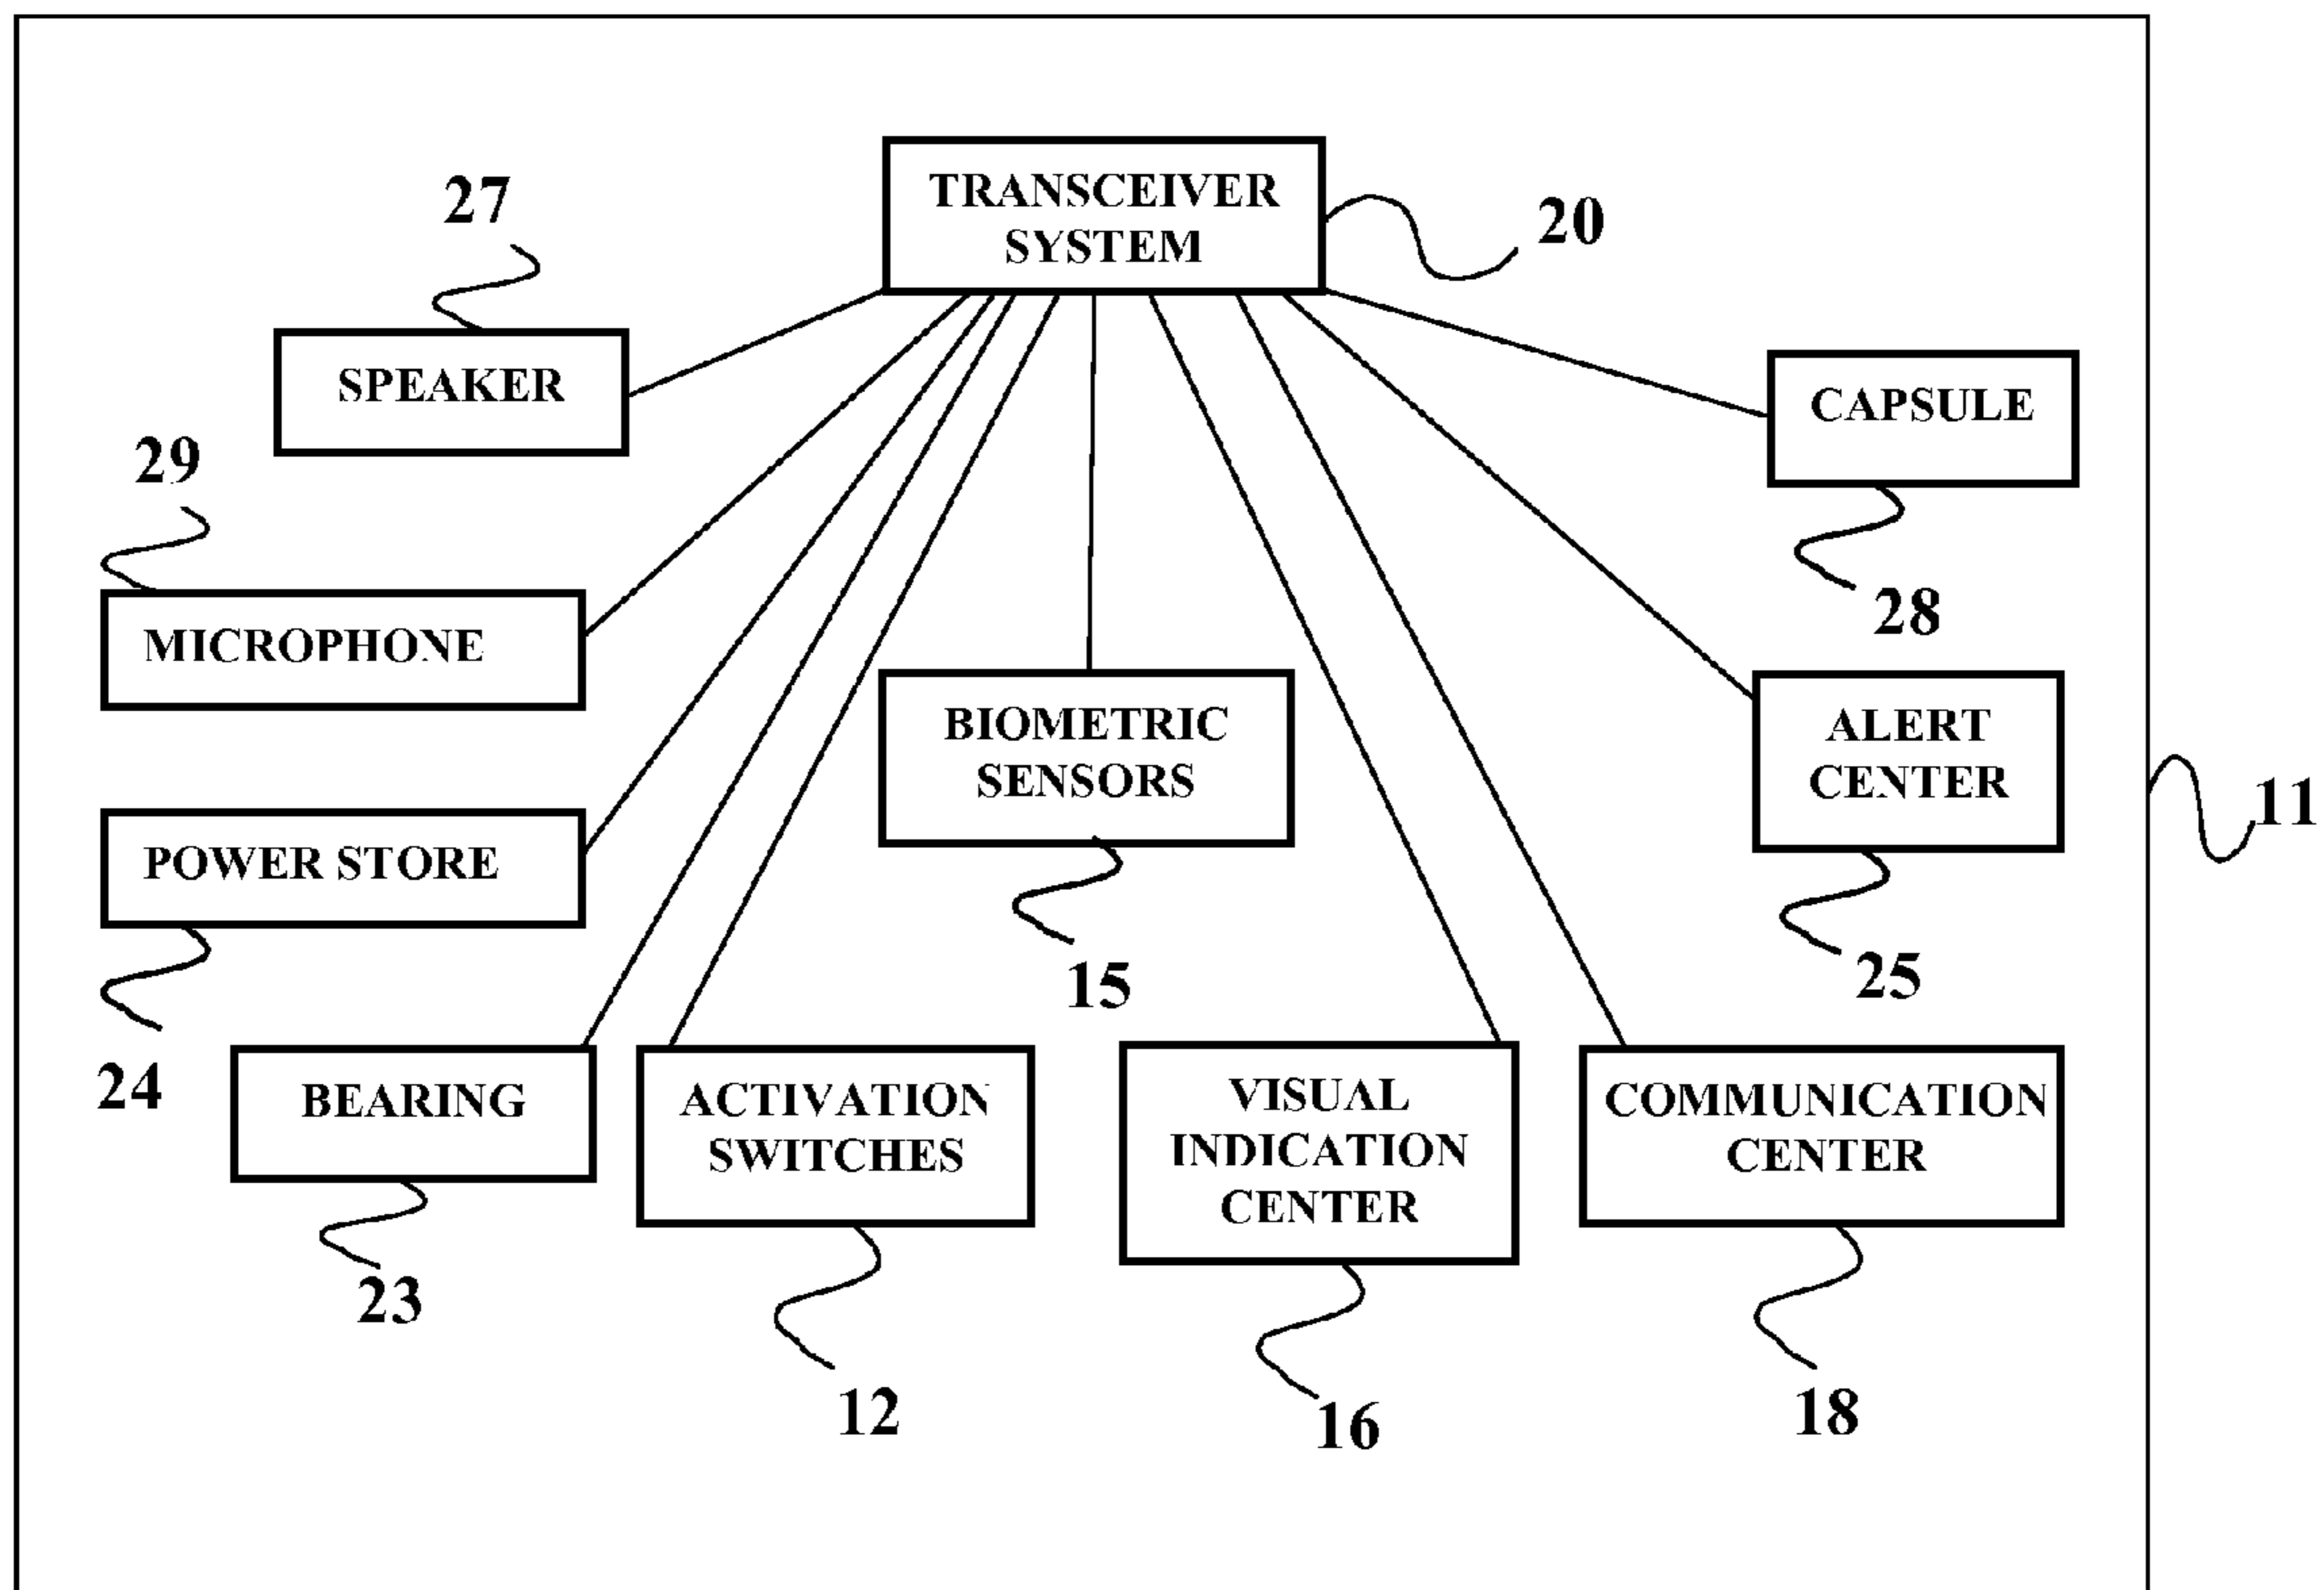 27
TRANSCEIVER
SYSTEM
20
SPEAKER
CAPSULE
29
28
MICROPHONE
BIOMETRIC
SENSORS
ALERT
CENTER
11
POWER STORE
15
25
24
BEARING
ACTIVATION
SWITCHES
VISUAL
INDICATION
CENTER
COMMUNICATION
CENTER
23
12
16
18